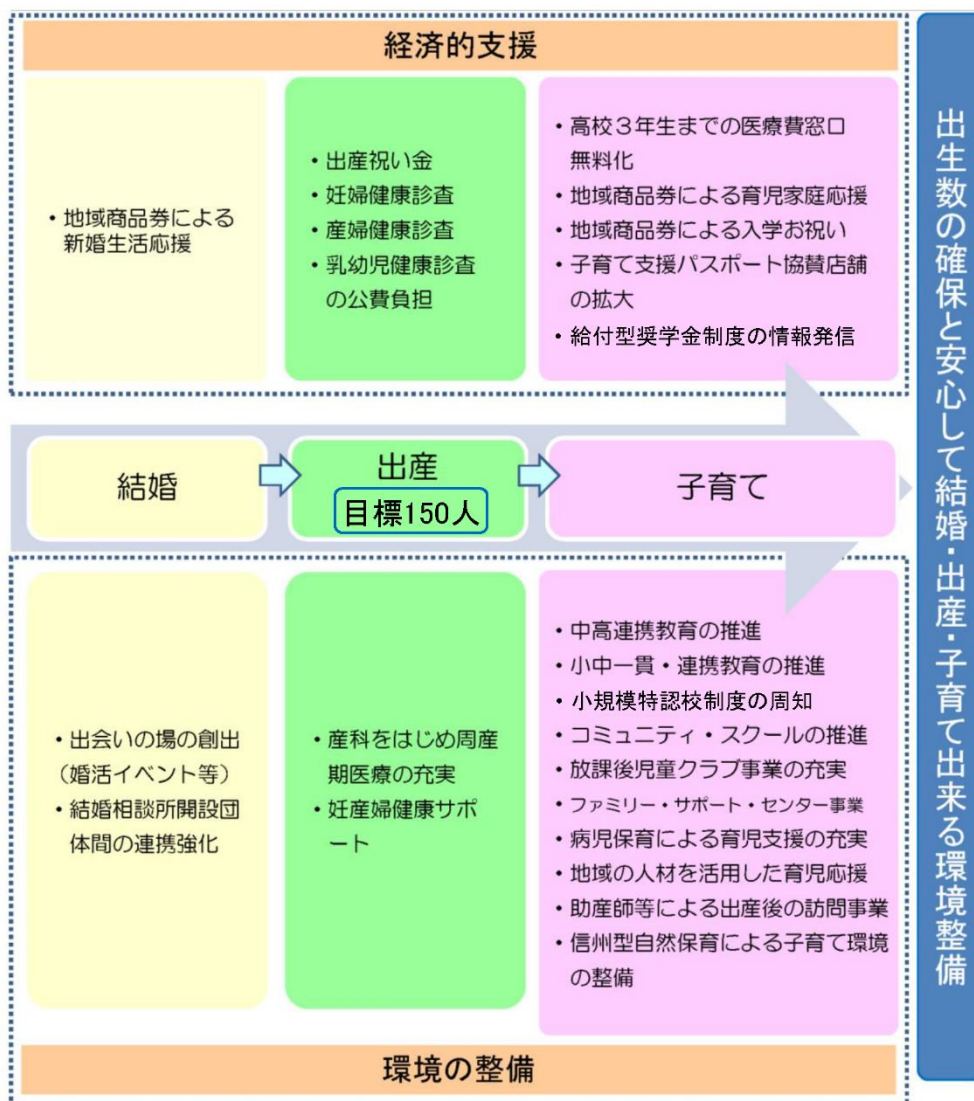 経済的支援
・地域商品券による
新婚生活応援
・出産祝い金
・妊婦健康診査
・産婦健康診査
・乳幼児健康診査
の公費負担
・高校3年生までの医療費窓口
無料化
・地域商品券による育児家庭応援
・地域商品券による入学お祝い
・子育て支援パスポート協賛店舗
の拡大
・給付型奨学金制度の情報発信
結婚
出産
目標150人
子育て
・出会いの場の創出
（婚活イベント等）
・結婚相談所開設団
体間の連携強化
・産科をはじめ周産
期医療の充実
・妊産婦健康サポ
ート
・中高連携教育の推進
・小中一貫・連携教育の推進
・小規模特認校制度の周知
・コミュニティ・スクールの推進
・放課後児童クラブ事業の充実
・ファミリー・サポート・センター事業
・病児保育による育児支援の充実
・地域の人材を活用した育児応援
・助産師等による出産後の訪問事業
・信州型自然保育による子育て環境
の整備
環境の整備
出生数の確保と安心して結婚・出産・子育て出来る環境整備